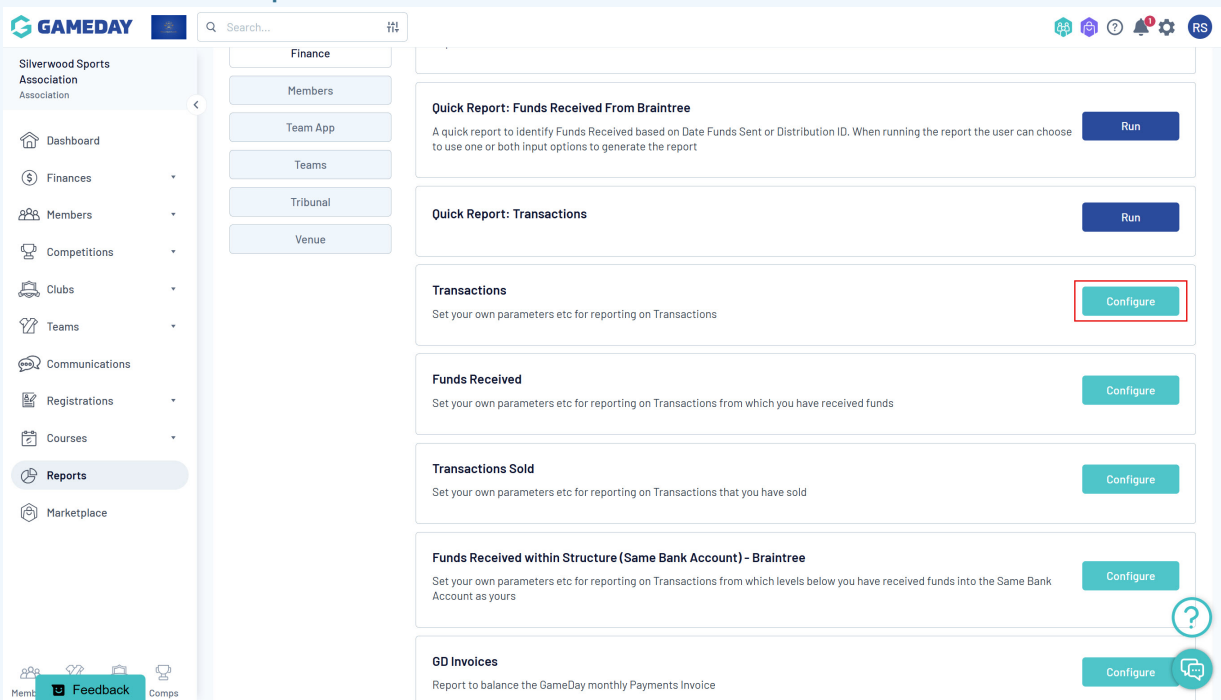 GAMEDAY
Search...
1
RS
Silverwood Sports
Association
Association
Dashboard
Finances
Members
Competitions
Clubs
Teams
Communications
Registrations
Courses
Reports
Marketplace
Comps
Feedback
Finance
Members
Team App
Teams
Tribunal
Venue
Quick Report: Funds Received From Braintree
A quick report to identify Funds Received based on Date Funds Sent or Distribution ID. When running the report the user can choose
to use one or both input options to generate the report
Run
Quick Report: Transactions
Run
Transactions
Set your own parameters etc for reporting on Transactions
Configure
Funds Received
Set your own parameters etc for reporting on Transactions from which you have received funds
Configure
Transactions Sold
Set your own parameters etc for reporting on Transactions that you have sold
Configure
Funds Received within Structure (Same Bank Account) - Braintree
Set your own parameters etc for reporting on Transactions from which levels below you have received funds into the Same Bank
Account as yours
Configure
?
GD Invoices
Report to balance the GameDay monthly Payments Invoice
Configure